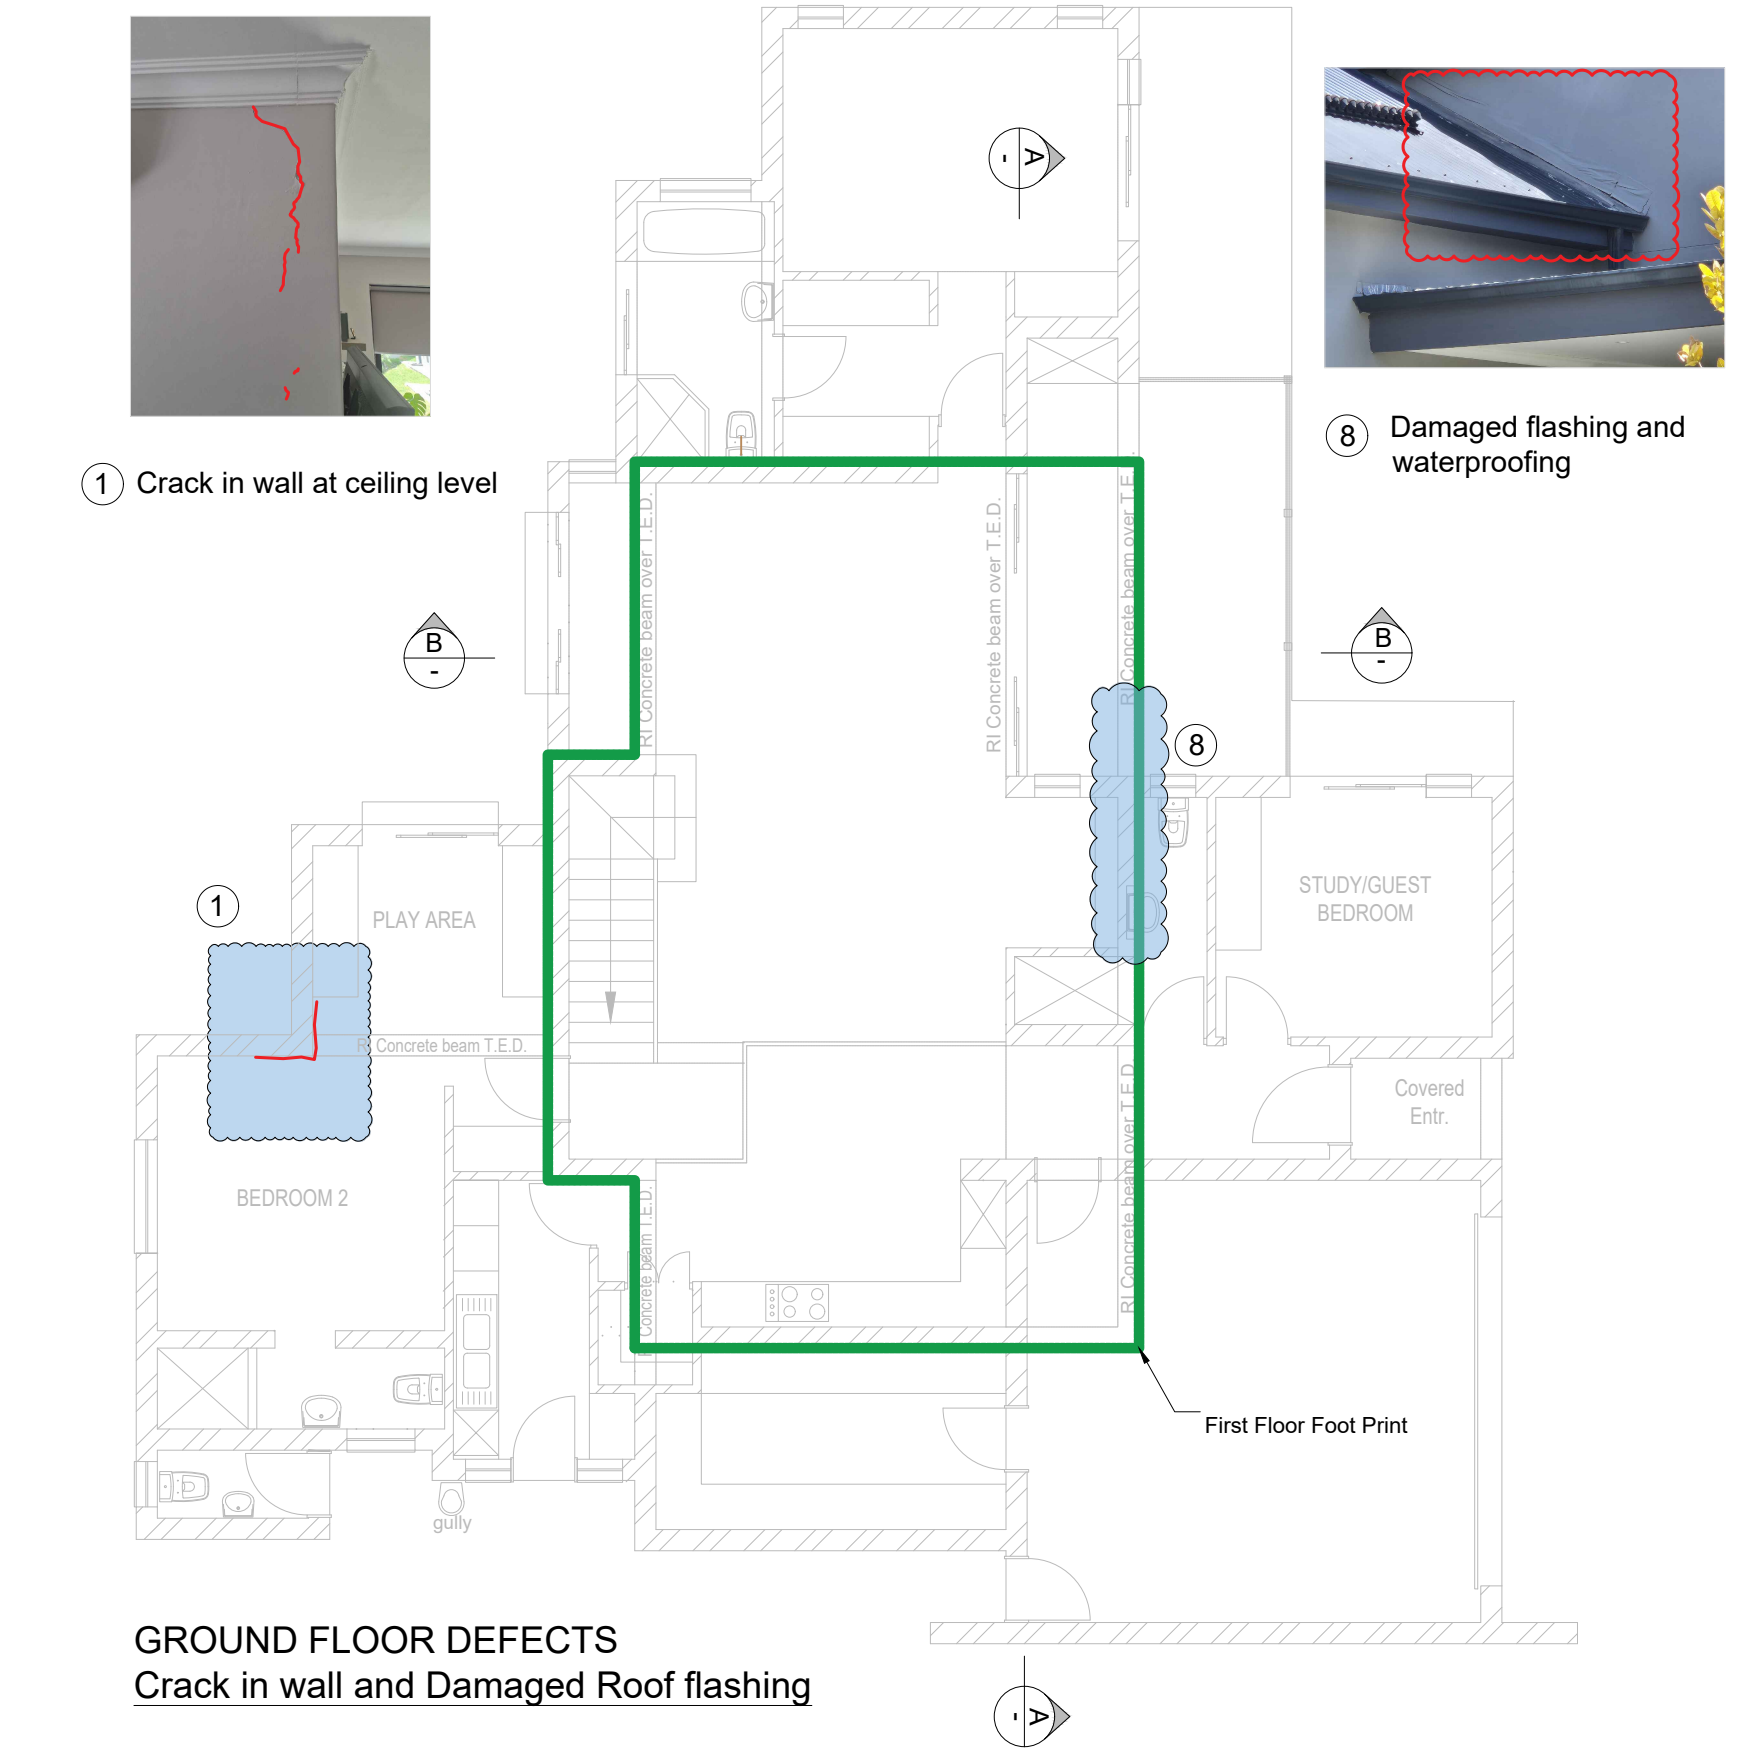 A
-
8 Damaged flashing and
waterproofing
1 Crack in wall at ceiling level
RI Concrete beam over T.E.D.
RI Concrete beam over T.E.D.
RI Concrete beam over T.E.
B
-
B
-
8
1
PLAY AREA
STUDY/GUEST
BEDROOM
RI Concrete beam T.E.D.
Covered
Entr.
BEDROOM 2
Concrete beam T.E.D.
RI Concrete beam over T.E.D.
First Floor Foot Print
gully
GROUND FLOOR DEFECTS
Crack in wall and Damaged Roof flashing
A
-